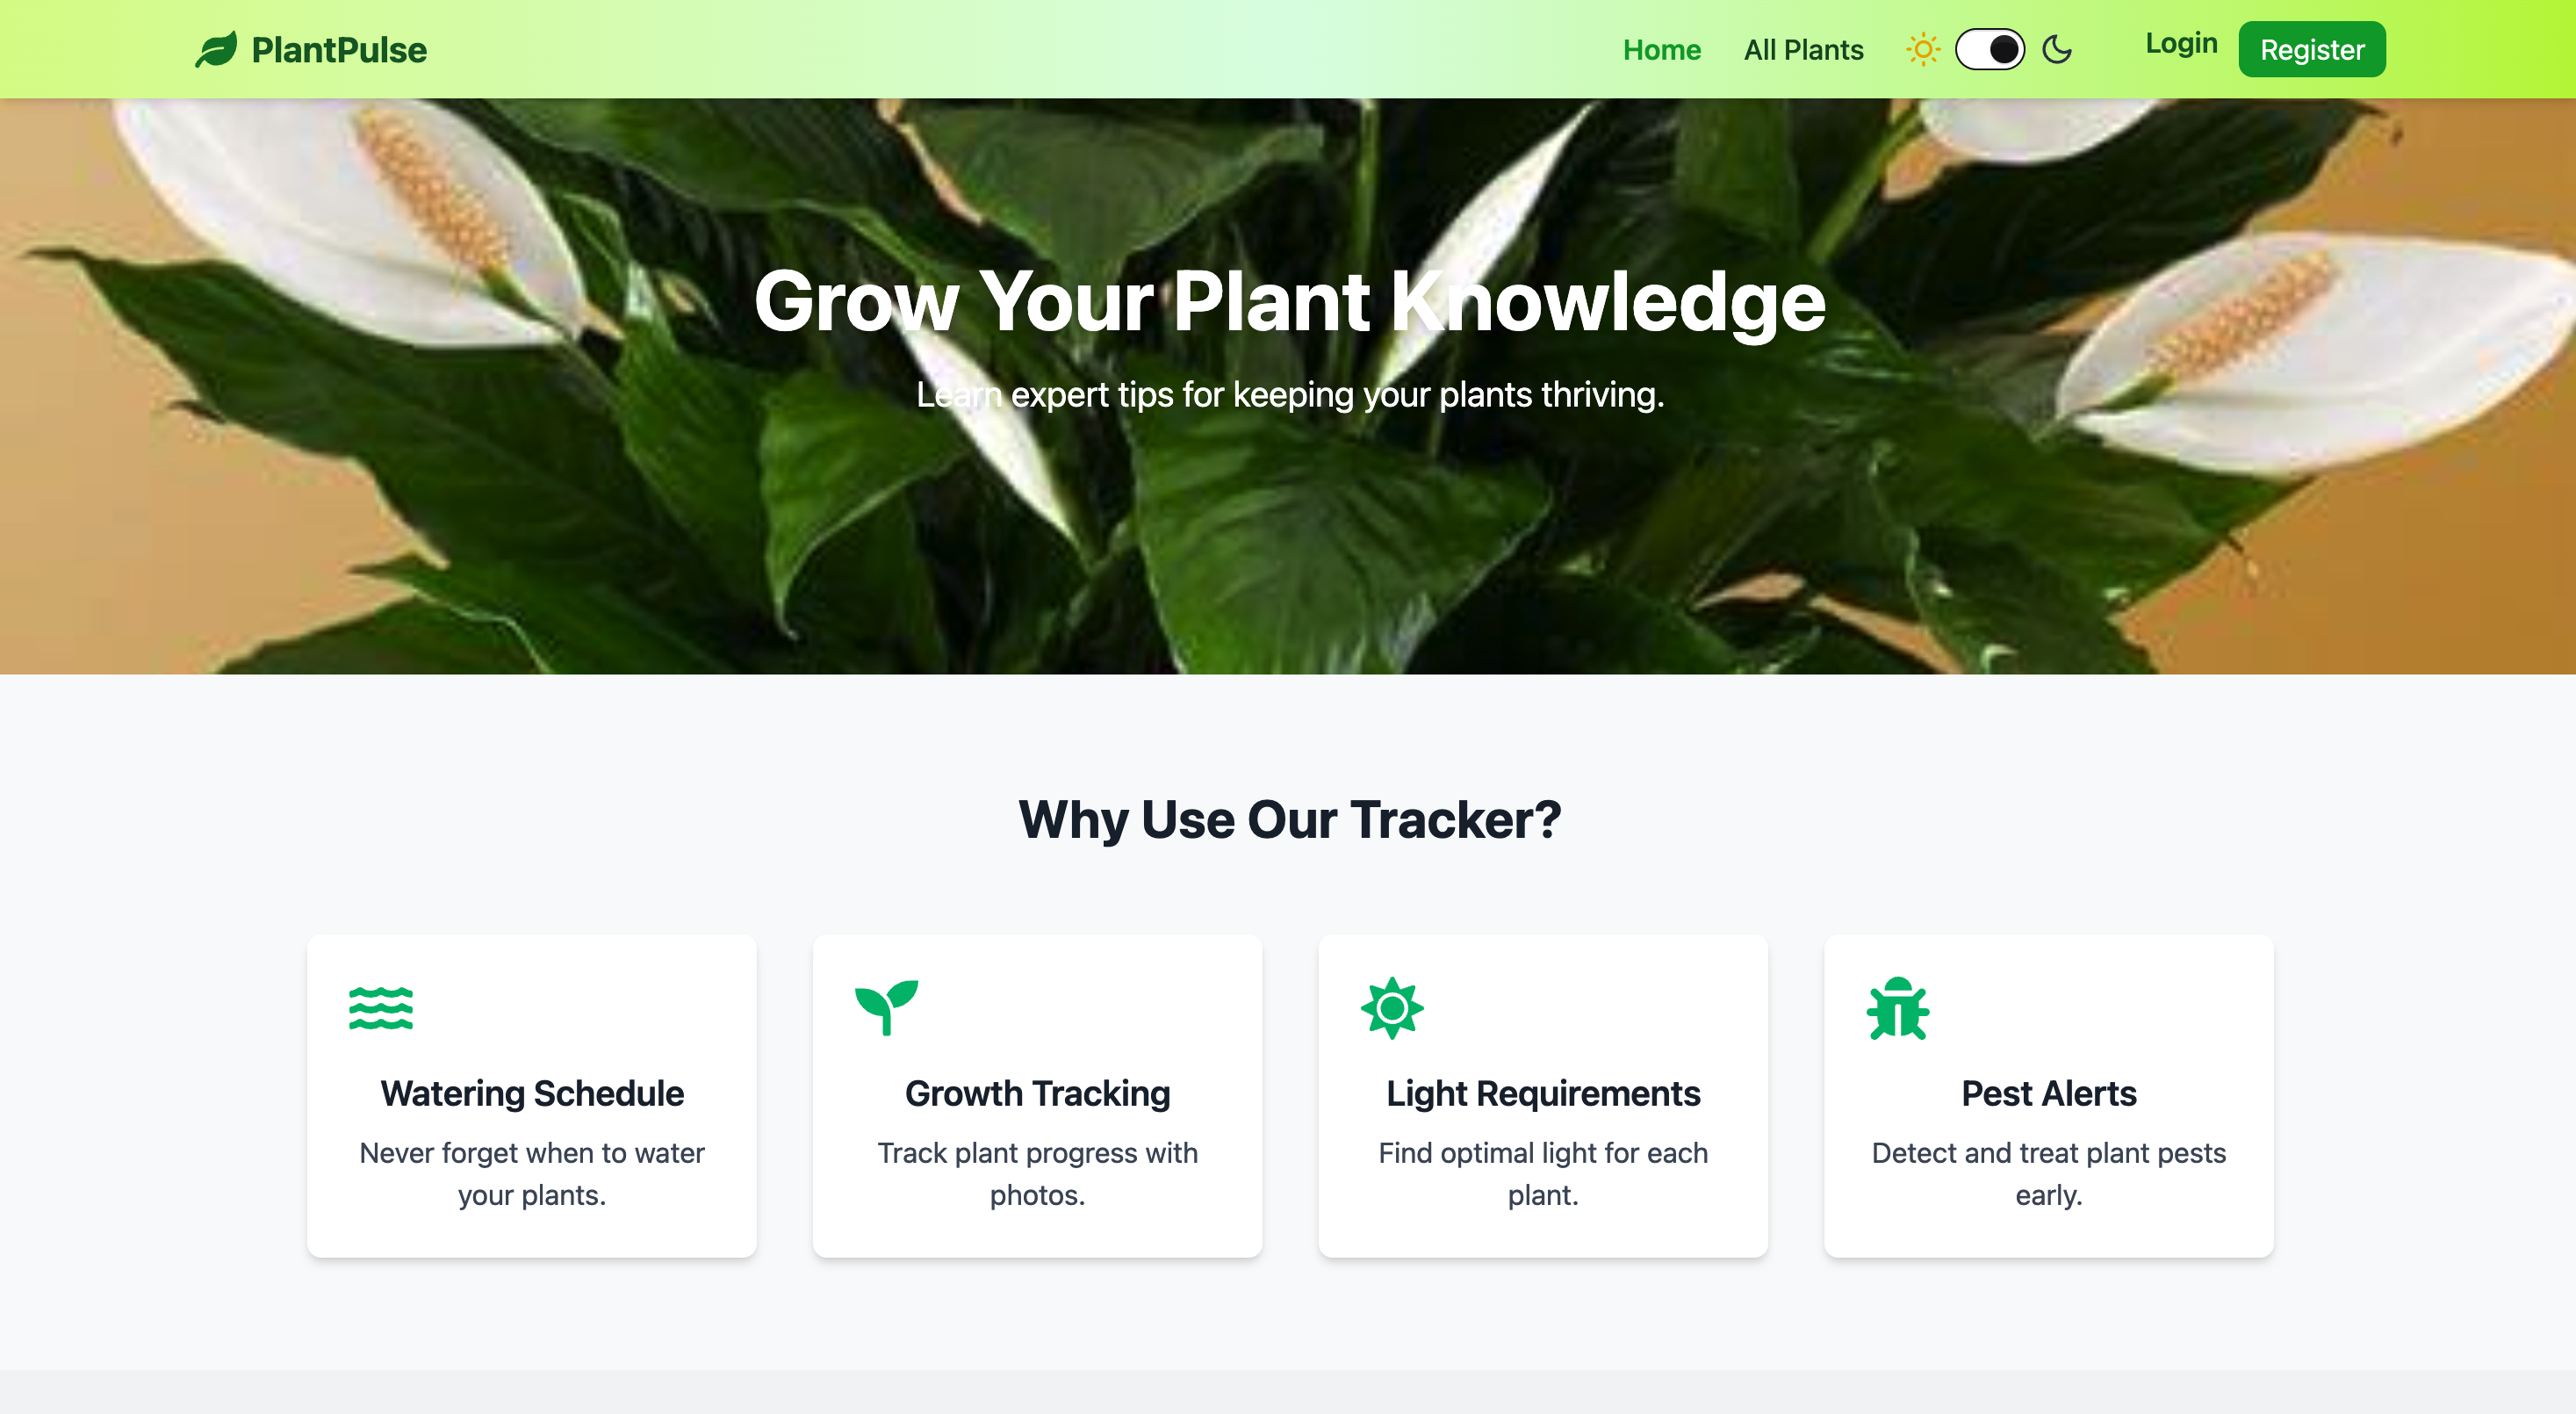 PlantPulse
Home
All Plants
Login
Register
Grow Your Plant Knowledge
Learn expert tips for keeping your plants thriving.
Why Use Our Tracker?
Watering Schedule
Never forget when to water
your plants.
Growth Tracking
Track plant progress with
photos.
Light Requirements
Find optimal light for each
plant.
Pest Alerts
Detect and treat plant pests
early.